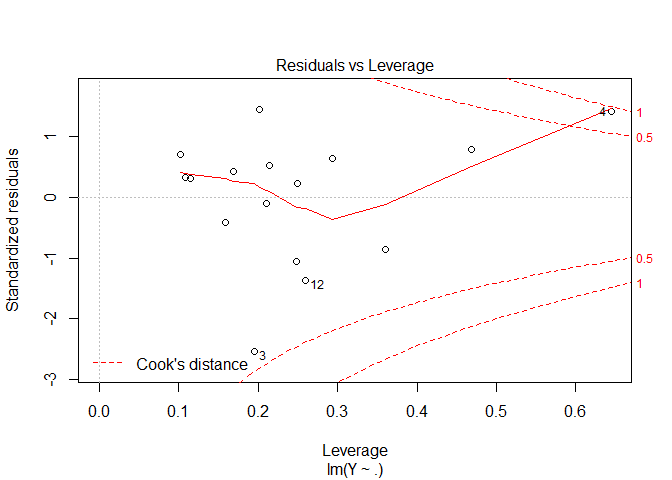 Residuals vs Leverage
Standardized residuals
1
0
-1
-2
-3
4
12
3
1
0.5
0.5
1
Cook's distance
0.0 0.1 0.2 0.3 0.4 0.5 0.6
Leverage
lm(Y ~ .)